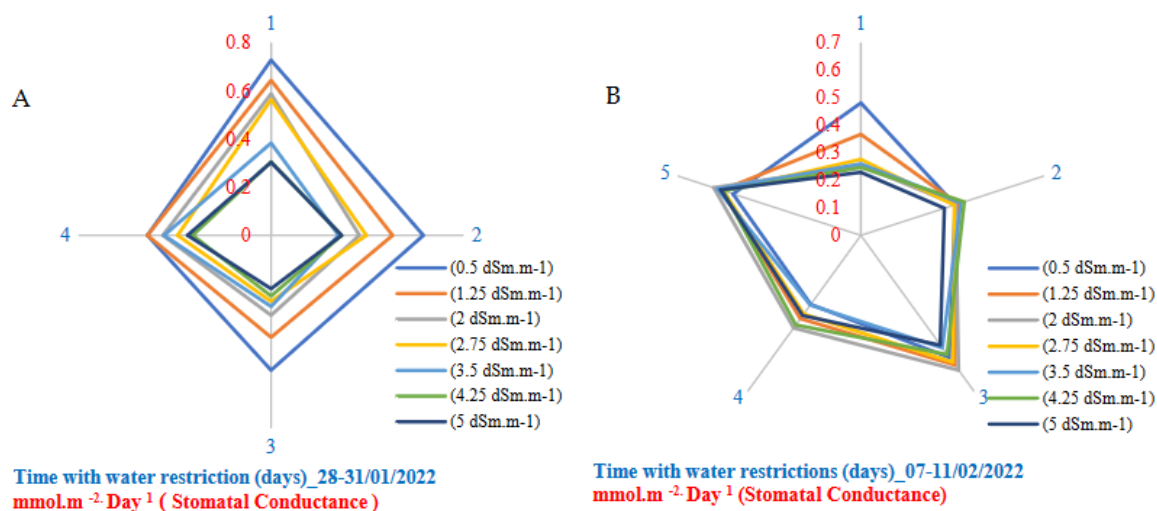 A
1
0.8
0.6
0.4
0.2
0
4
2
3
(0.5 dSm.m-1)
(1.25 dSm.m-1)
(2 dSm.m-1)
(2.75 dSm.m-1)
(3.5 dSm.m-1)
(4.25 dSm.m-1)
(5 dSm.m-1)
Time with water restriction (days)_28-31/01/2022
mmol.m -2. Day 1 ( Stomatal Conductance )
B
1
0.7
0.6
0.5
0.4
0.3
0.2
0.1
0
5
2
4
3
(0.5 dSm.m-1)
(1.25 dSm.m-1)
(2 dSm.m-1)
(2.75 dSm.m-1)
(3.5 dSm.m-1)
(4.25 dSm.m-1)
(5 dSm.m-1)
Time with water restrictions (days)_07-11/02/2022
mmol.m -2. Day 1 (Stomatal Conductance)